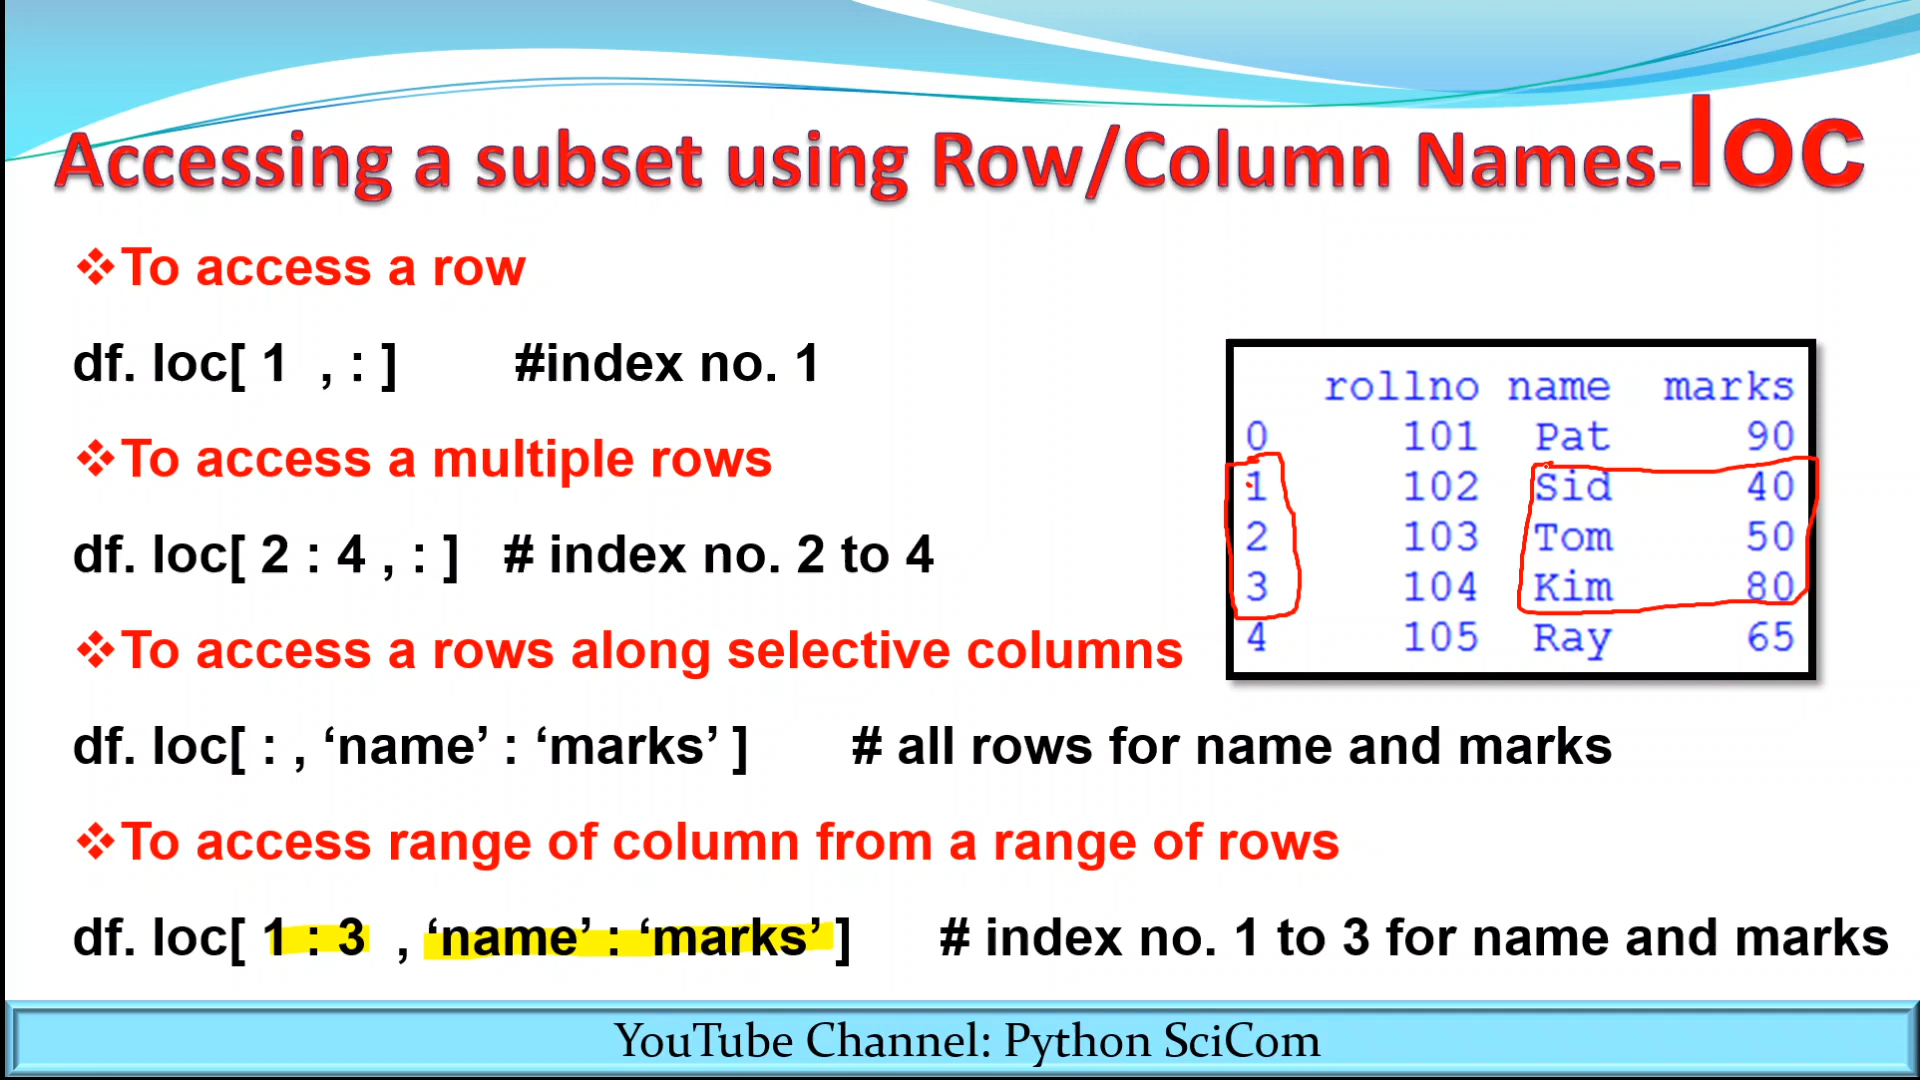 Accessing a subset using Row/Column Names-loc
❖To access a row
df. loc[ 1 , : ] #index no. 1
❖To access a multiple rows
df. loc[ 2 : 4 , : ] # index no. 2 to 4
❖To access a rows along selective columns
df. loc[ : , ‘name’ : ‘marks’ ] # all rows for name and marks
❖To access range of column from a range of rows
df. loc[ 1 : 3 , ‘name’ : ‘marks’ ] # index no. 1 to 3 for name and marks
rollno name marks
0 101 Pat 90
1 102 Sid 40
2 103 Tom 50
3 104 Kim 80
4 105 Ray 65
YouTube Channel: Python SciCom